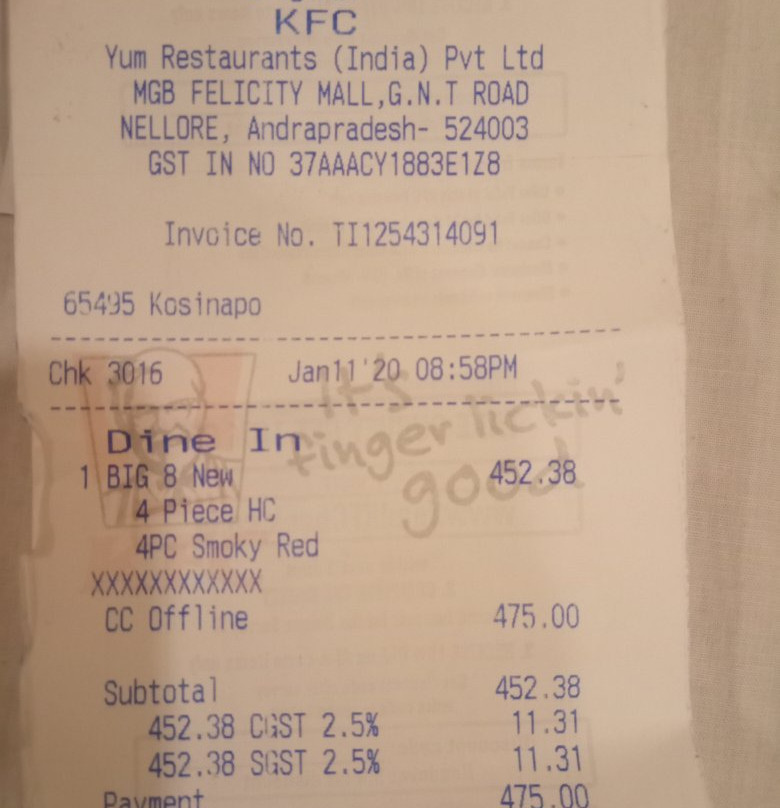 KFC
Yum Restaurants (India) Pvt Ltd
MGB FELICITY MALL,G.N.T ROAD
NELLORE, Andrapradesh- 524003
GST IN NO 37AAACY1883E1Z8
Invoice No. TI1254314091
65495 Kosinapo
Chk 3016 Jan11'20 08:58PM
It's
finger lickin'
good
Dine In
1 BIG 8 New 452.38
4 Piece HC
4PC Smoky Red
XXXXXXXXXXXX
CC Offline 475.00
Subtotal 452.38
452.38 CGST 2.5% 11.31
452.38 SGST 2.5% 11.31
Payment 475.00